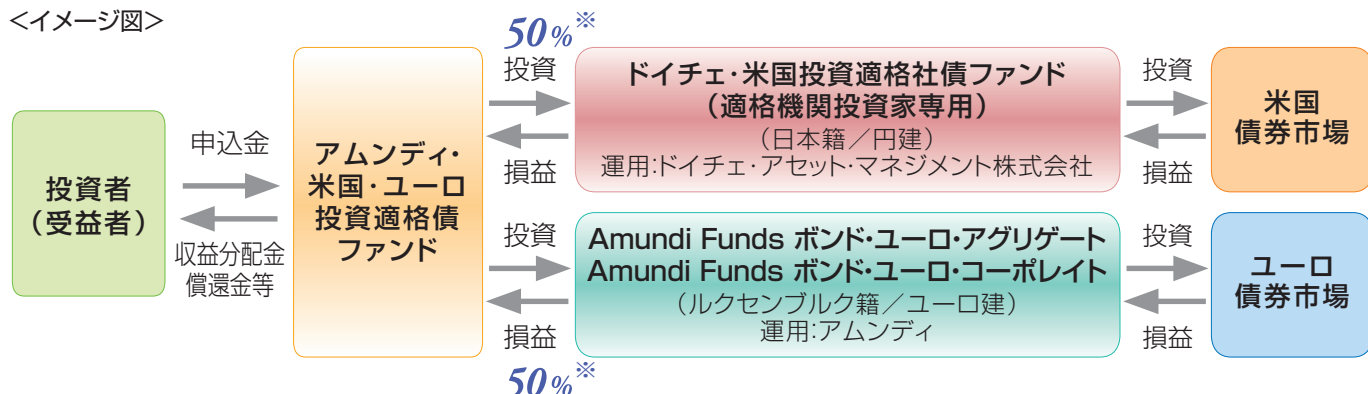 ＜イメージ図＞
投資者
（受益者）
申込金
収益分配金
償還金等
アムンディ・
米国・ユーロ
投資適格債
ファンド
50%※
投資
損益
ドイチェ・米国投資適格社債ファンド
（適格機関投資家専用）
（日本籍／円建）
運用:ドイチェ・アセット・マネジメント株式会社
投資
損益
米国
債券市場
投資
損益
50%※
Amundi Funds ボンド・ユーロ・アグリゲート
Amundi Funds ボンド・ユーロ・コーポレイト
（ルクセンブルク籍／ユーロ建）
運用:アムンディ
投資
損益
ユーロ
債券市場